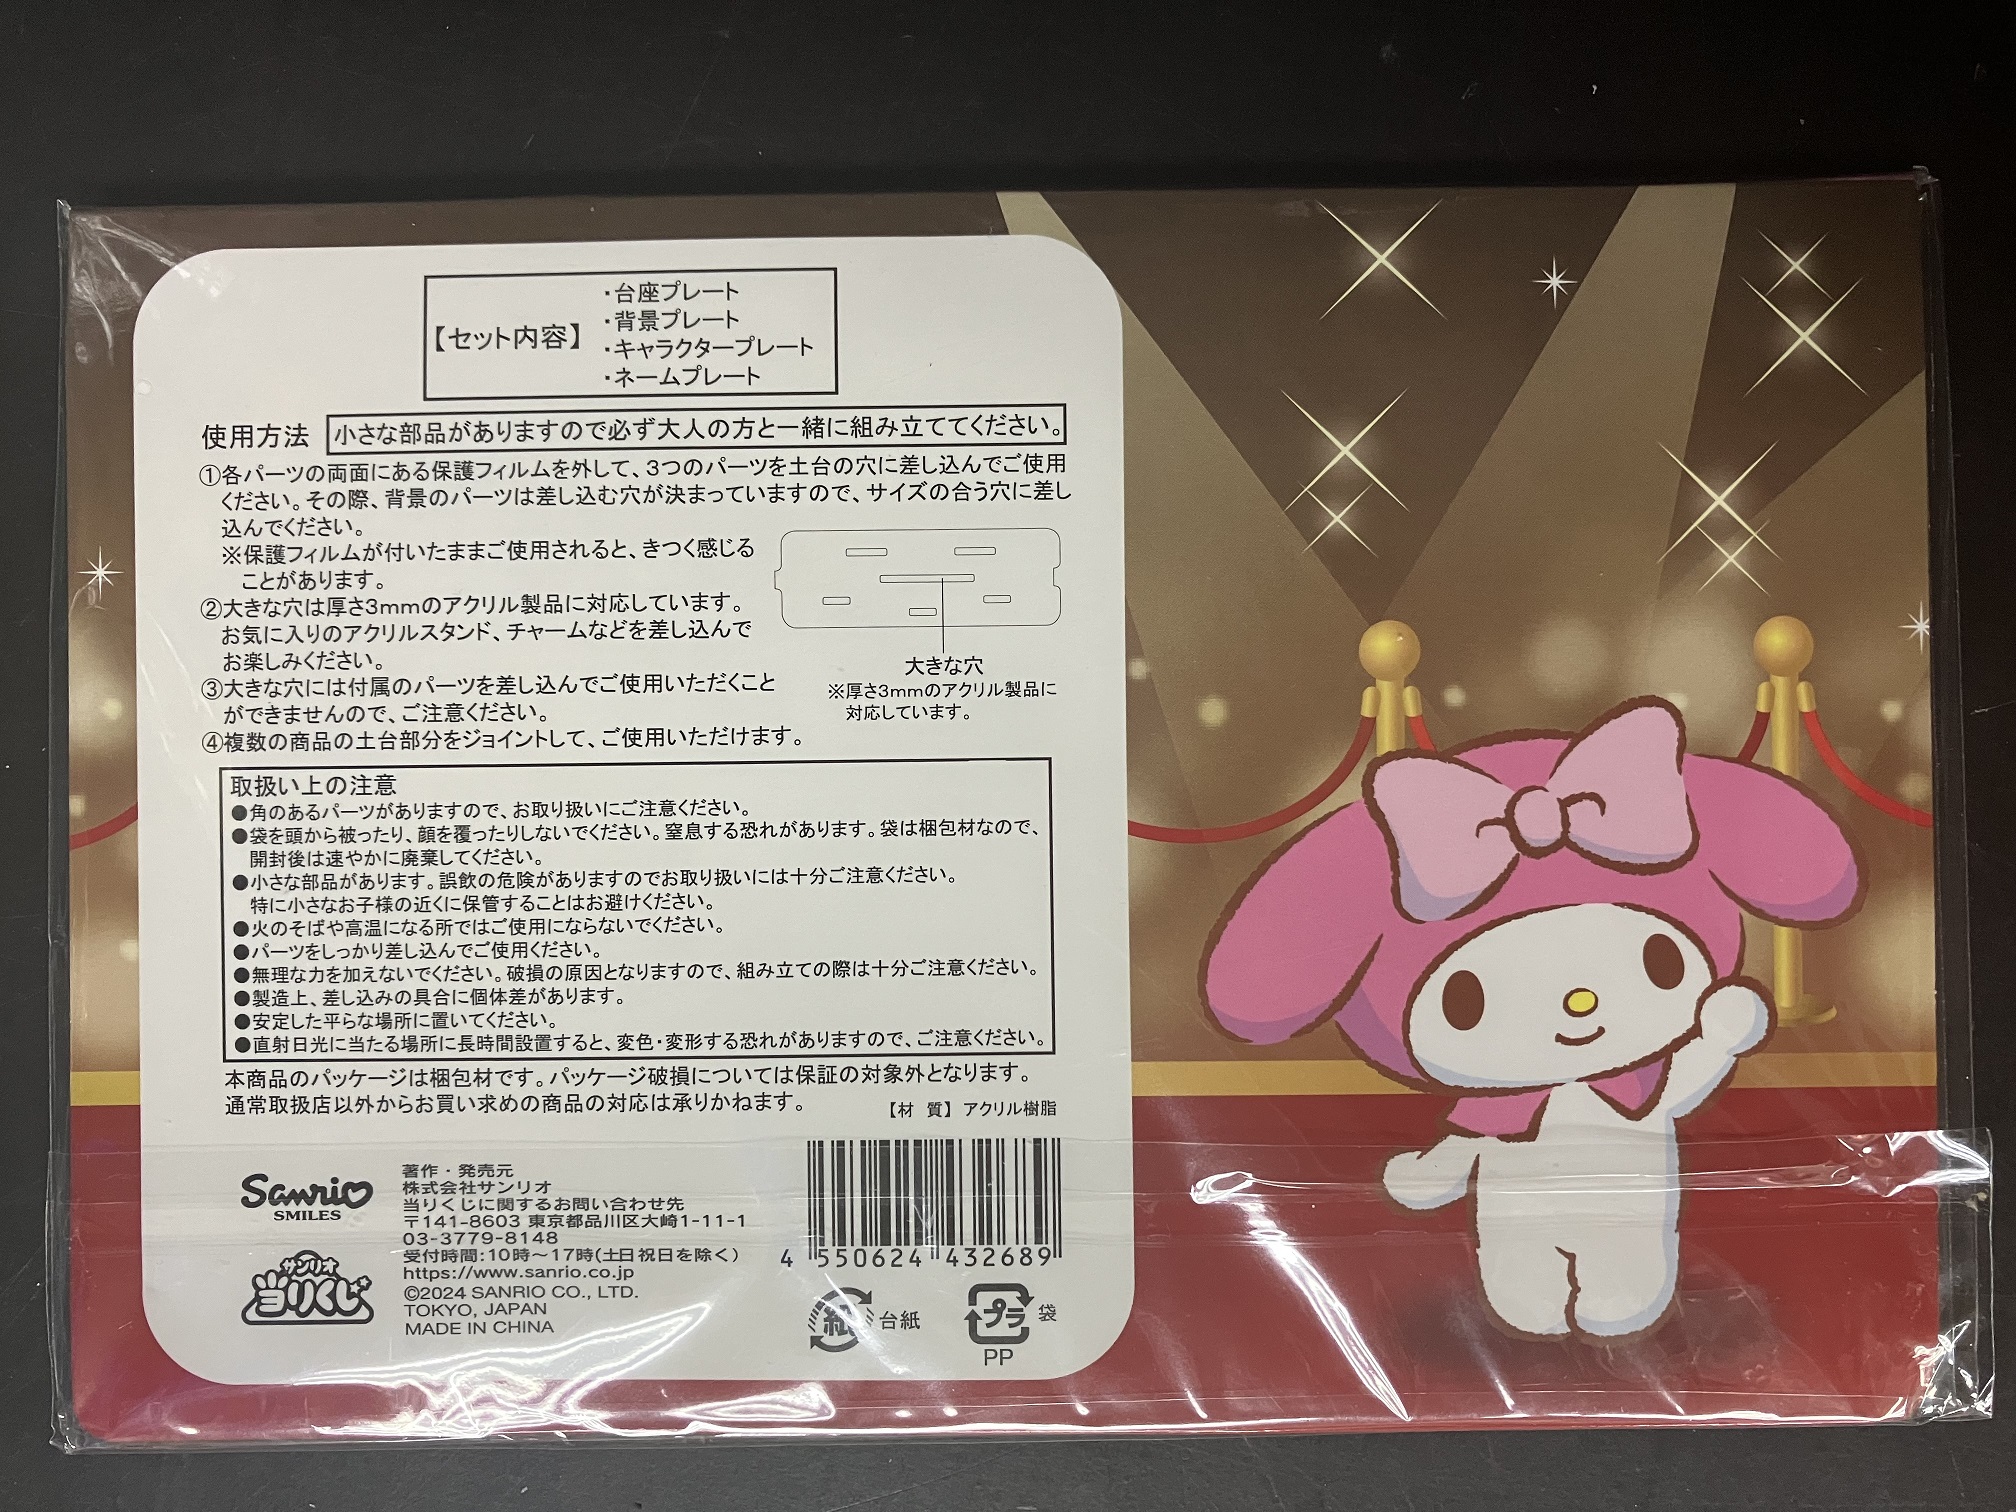 【セット内容】
・台座プレート
・背景プレート
・キャラクタープレート
・ネームプレート
使用方法 小さな部品がありますので必ず大人の方と一緒に組み立ててください。
①各パーツの両面にある保護フィルムを外して、3つのパーツを土台の穴に差し込んでご使用
ください。その際、背景のパーツは差し込む穴が決まっていますので、サイズの合う穴に差し
込んでください。
※保護フィルムが付いたままご使用されると、きつく感じる
ことがあります。
②大きな穴は厚さ3mmのアクリル製品に対応しています。
お気に入りのアクリルスタンド、チャームなどを差し込んで
お楽しみください。
③大きな穴には付属のパーツを差し込んでご使用いただくこと
ができませんので、ご注意ください。
④複数の商品の土台部分をジョイントして、ご使用いただけます。
大きな穴
※厚さ3mmのアクリル製品に
対応しています。
取扱い上の注意
●角のあるパーツがありますので、お取り扱いにご注意ください。
●袋を頭から被ったり、顔を覆ったりしないでください。窒息する恐れがあります。袋は梱包材なので、
開封後は速やかに廃棄してください。
●小さな部品があります。誤飲の危険がありますのでお取り扱いには十分ご注意ください。
特に小さなお子様の近くに保管することはお避けください。
●火のそばや高温になる所ではご使用にならないでください。
●パーツをしっかり差し込んでご使用ください。
●無理な力を加えないでください。破損の原因となりますので、組み立ての際は十分ご注意ください。
●製造上、差し込みの具合に個体差があります。
●安定した平らな場所に置いてください。
●直射日光に当たる場所に長時間設置すると、変色・変形する恐れがありますので、ご注意ください。
本商品のパッケージは梱包材です。パッケージ破損については保証の対象外となります。
通常取扱店以外からお買い求めの商品の対応は承りかねます。
【材 質】アクリル樹脂
Sanrio
SMILES
サンリオ
当りくじ
著作・発売元
株式会社サンリオ
当りくじに関するお問い合わせ先
〒141-8603 東京都品川区大崎1-11-1
03-3779-8148
受付時間:10時〜17時(土日祝日を除く)
https://www.sanrio.co.jp
©2024 SANRIO CO., LTD.
TOKYO, JAPAN
MADE IN CHINA
4 550624 432689
紙 台紙
プラ 袋
PP